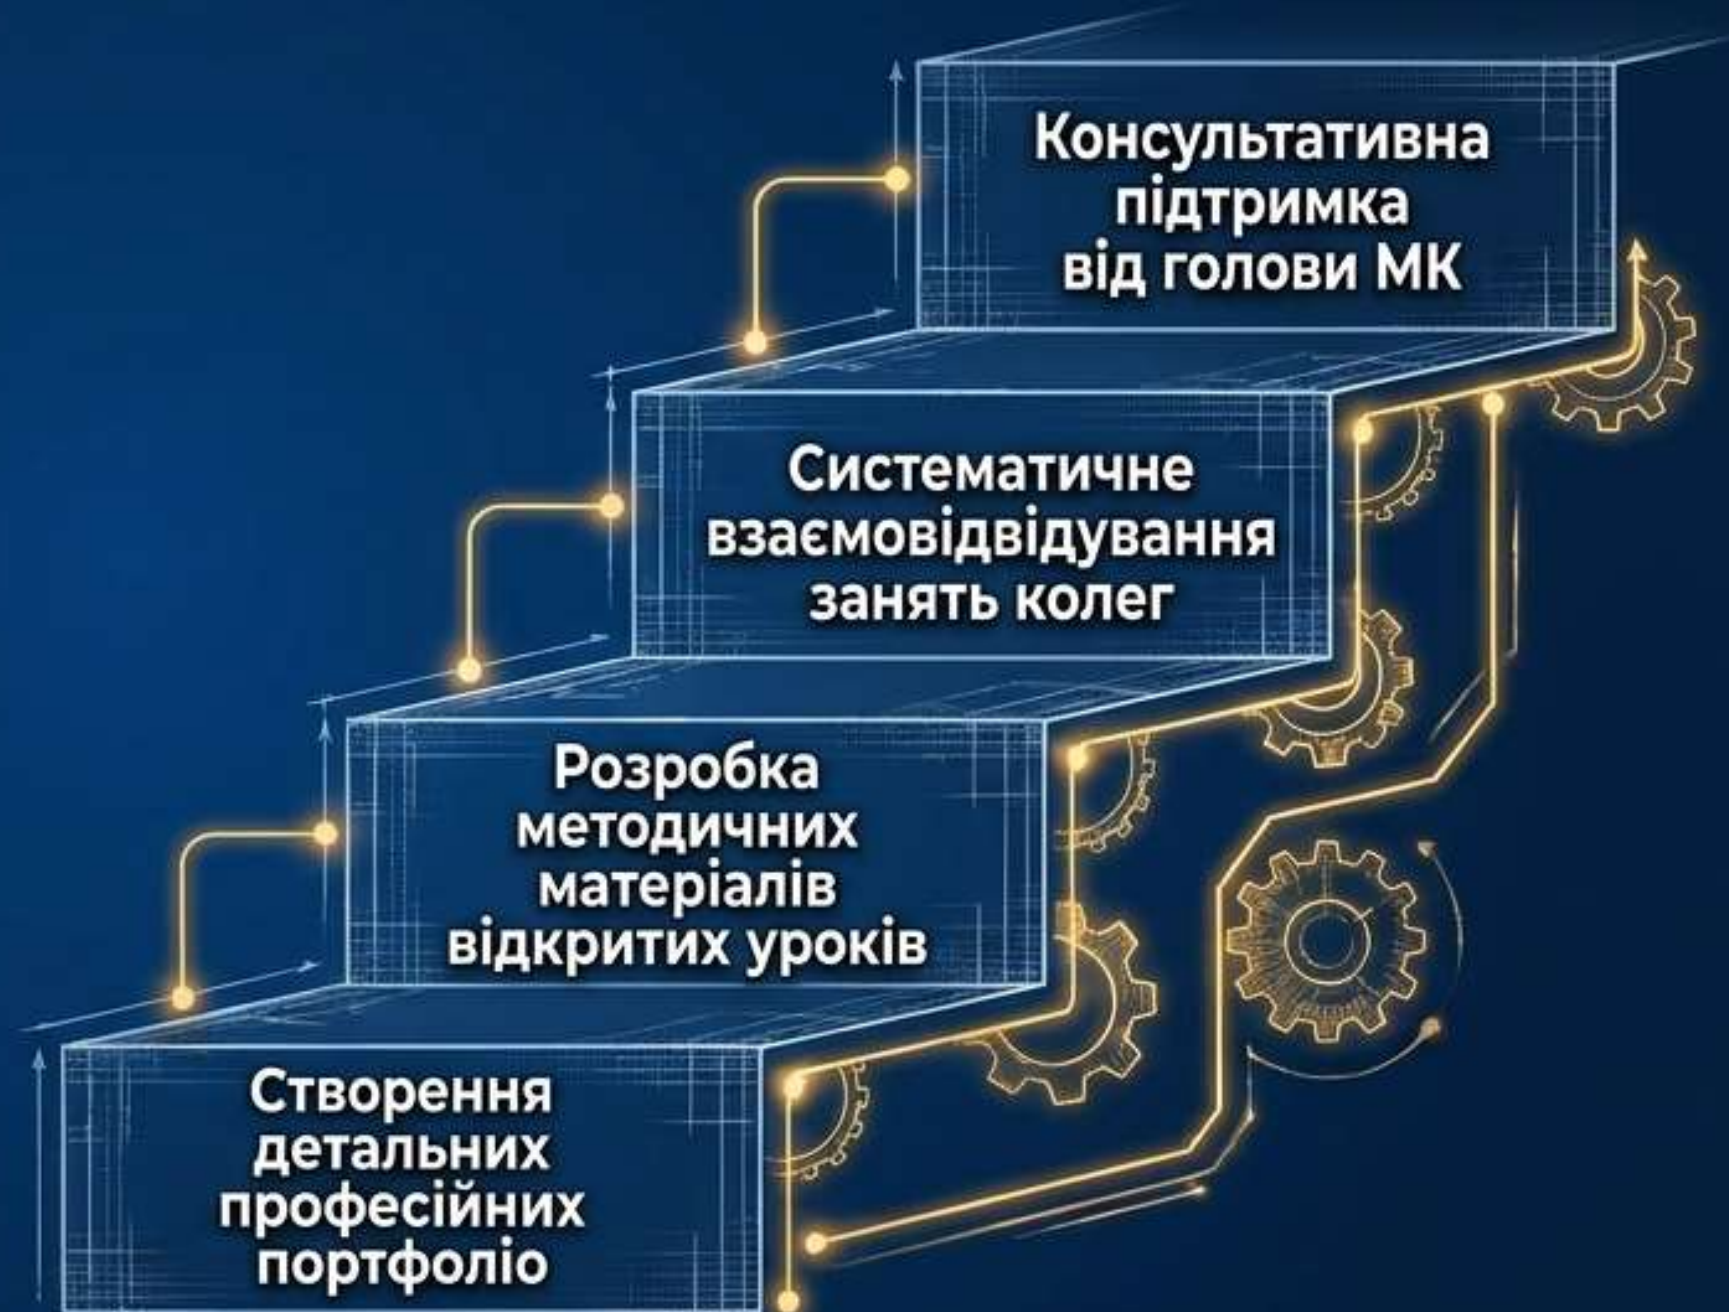 Консультативна
підтримка
від голови МК
Систематичне
взаємовідвідування
занять колег
Розробка
методичних
матеріалів
відкритих уроків
Створення
детальних
професійних
портфоліо